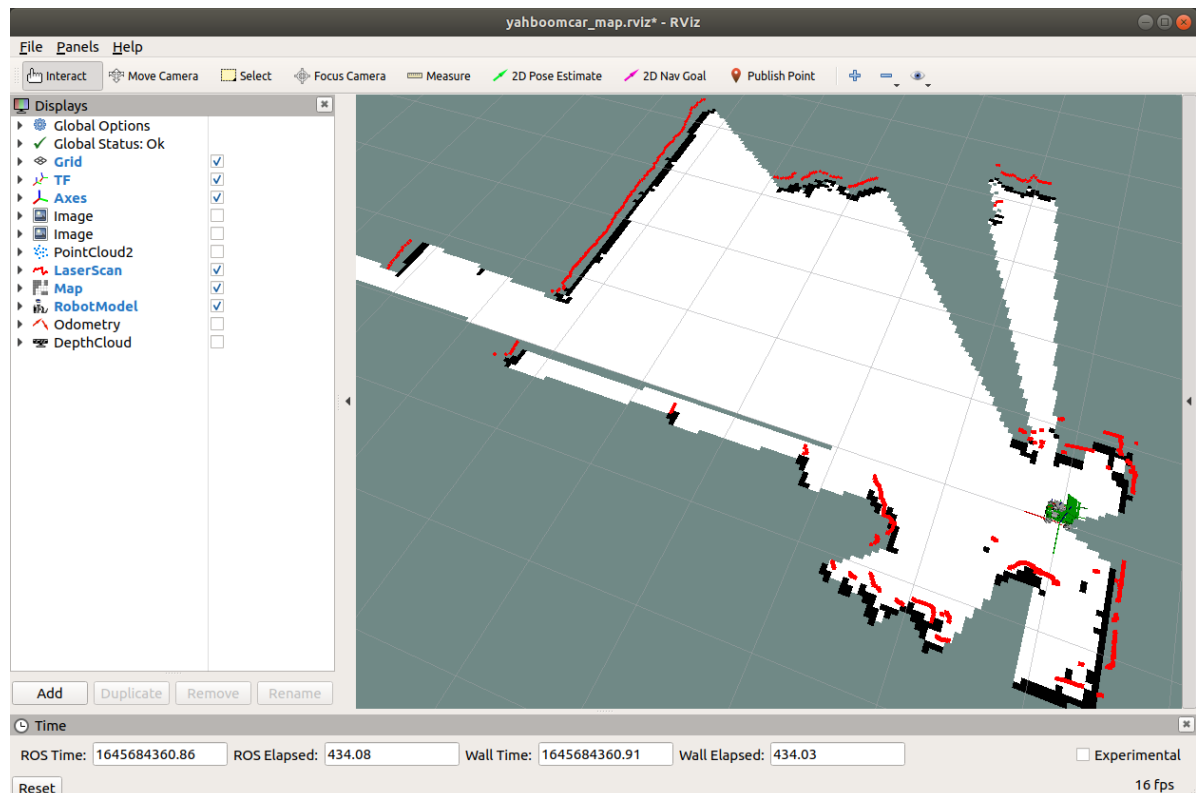 yahboomcar_map.rviz* - RViz
File Panels Help
Interact Move Camera Select Focus Camera Measure 2D Pose Estimate 2D Nav Goal Publish Point
Displays
Global Options
Global Status: Ok
Grid
TF
Axes
Image
Image
PointCloud2
LaserScan
Map
RobotModel
Odometry
DepthCloud
Add Duplicate Remove Rename
Time
ROS Time: 1645684360.86 ROS Elapsed: 434.08 Wall Time: 1645684360.91 Wall Elapsed: 434.03 Experimental
Reset 16 fps